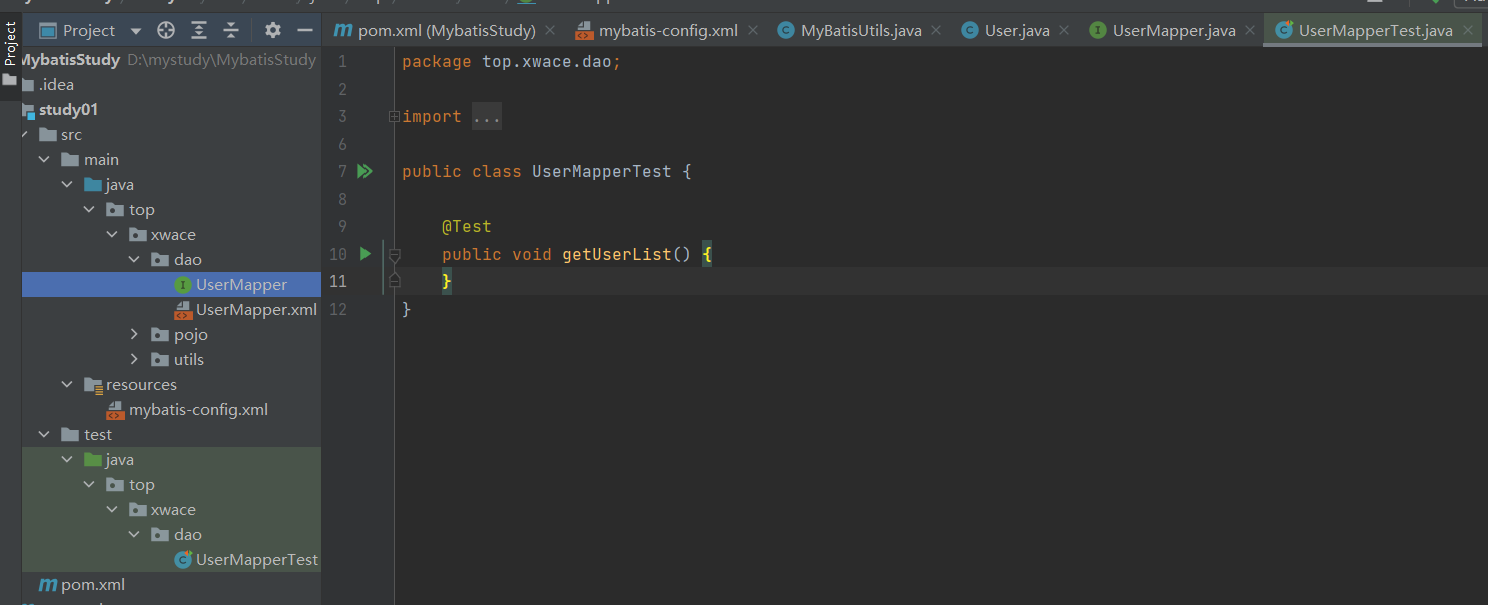 Project
Project
pom.xml (MybatisStudy)
mybatis-config.xml
MyBatisUtils.java
User.java
UserMapper.java
UserMapperTest.java
MybatisStudy D:\mystudy\MybatisStudy
.idea
study01
src
main
java
top
xwace
dao
UserMapper
UserMapper.xml
pojo
utils
resources
mybatis-config.xml
test
java
top
xwace
dao
UserMapperTest
pom.xml
1 package top.xwace.dao;
2
3 import ...
6
7 public class UserMapperTest {
8
9 @Test
10 public void getUserList() {
11 }
12 }